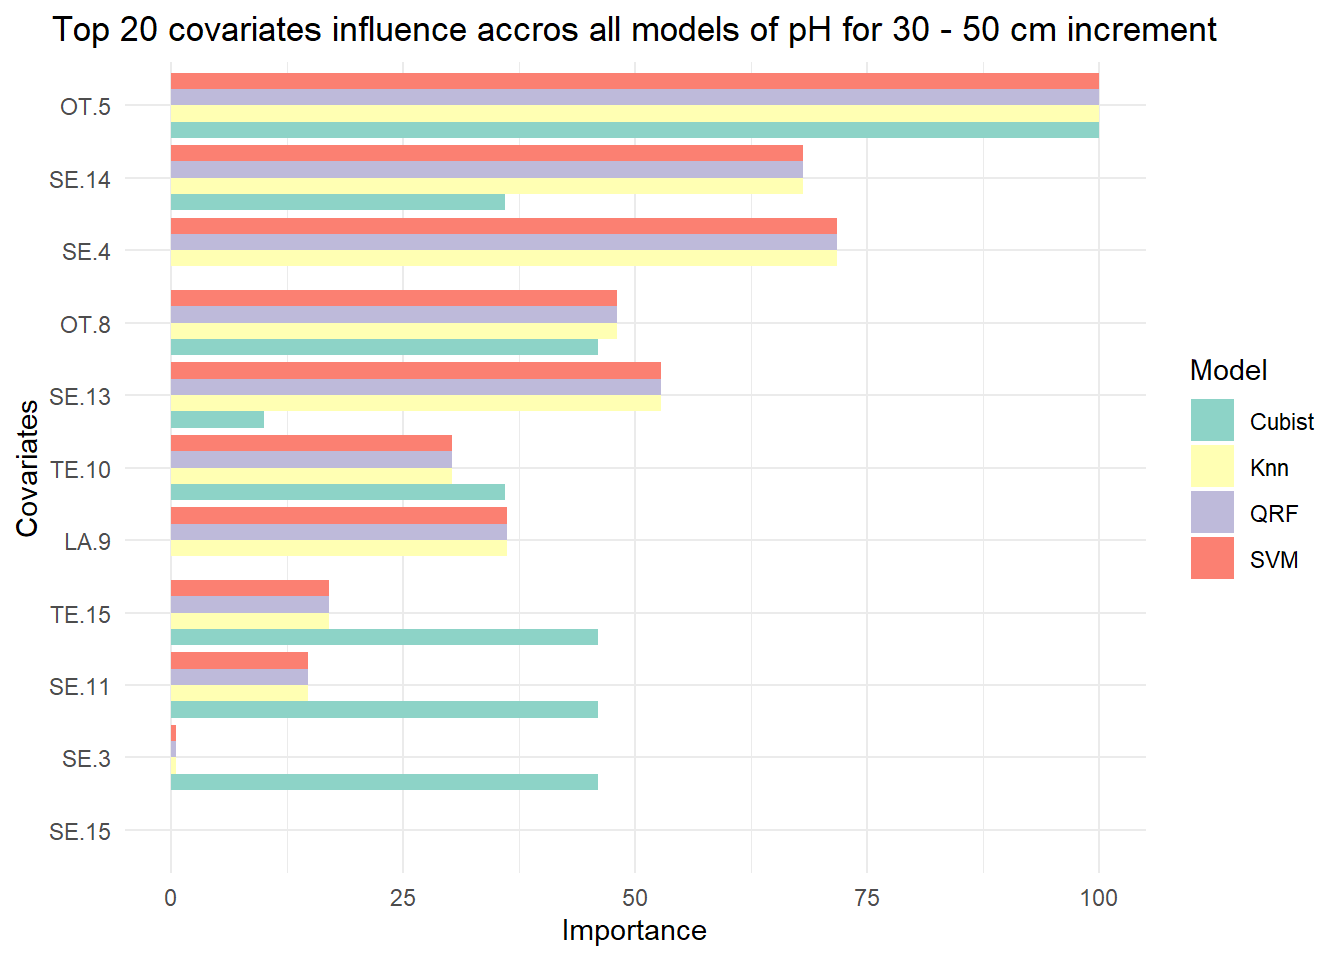 Top 20 covariates influence accros all models of pH for 30 - 50 cm increment
OT.5
SE.14
SE.4
OT.8
SE.13
TE.10
LA.9
TE.15
SE.11
SE.3
SE.15
Covariates
0 25 50 75 100
Importance
Model
Cubist
Knn
QRF
SVM